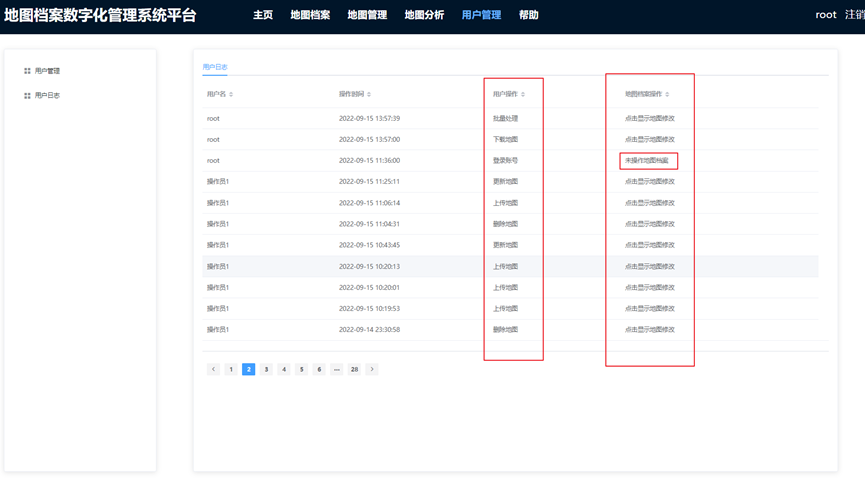 地图档案数字化管理系统平台 主页 地图档案 地图管理 地图分析 用户管理 帮助 root 注销
用户管理
用户日志
用户日志
用户名 操作时间 用户操作 地图档案操作
root 2022-09-15 13:57:39 批量处理 点击显示地图修改
root 2022-09-15 13:57:00 下载地图 点击显示地图修改
root 2022-09-15 11:36:00 登录账号 未操作地图档案
操作员1 2022-09-15 11:25:11 更新地图 点击显示地图修改
操作员1 2022-09-15 11:06:14 上传地图 点击显示地图修改
操作员1 2022-09-15 11:04:31 删除地图 点击显示地图修改
操作员1 2022-09-15 10:43:45 更新地图 点击显示地图修改
操作员1 2022-09-15 10:20:13 上传地图 点击显示地图修改
操作员1 2022-09-15 10:20:01 上传地图 点击显示地图修改
操作员1 2022-09-15 10:19:53 上传地图 点击显示地图修改
操作员1 2022-09-14 23:30:58 删除地图 点击显示地图修改
‹ 1 2 3 4 5 6 ··· 28 ›